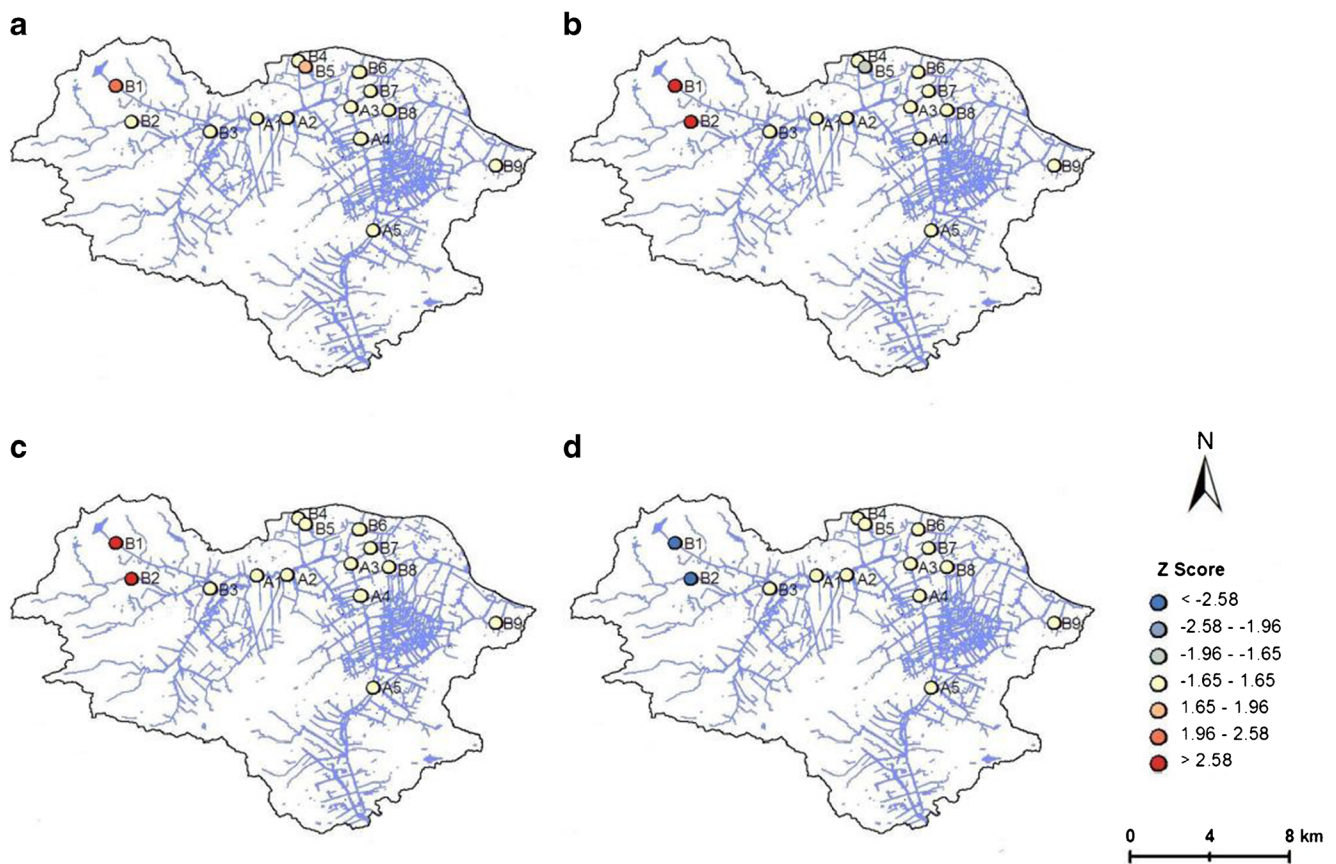 a
B1
B2
B3
A1
A2
B4
B5
B6
B7
A3
B8
A4
B9
A5
b
B1
B2
B3
A1
A2
B4
B5
B6
B7
A3
B8
A4
B9
A5
c
B1
B2
B3
A1
A2
B4
B5
B6
B7
A3
B8
A4
B9
A5
d
B1
B2
B3
A1
A2
B4
B5
B6
B7
A3
B8
A4
B9
A5
N
Z Score
< -2.58
-2.58 - -1.96
-1.96 - -1.65
-1.65 - 1.65
1.65 - 1.96
1.96 - 2.58
> 2.58
0 4 8 km